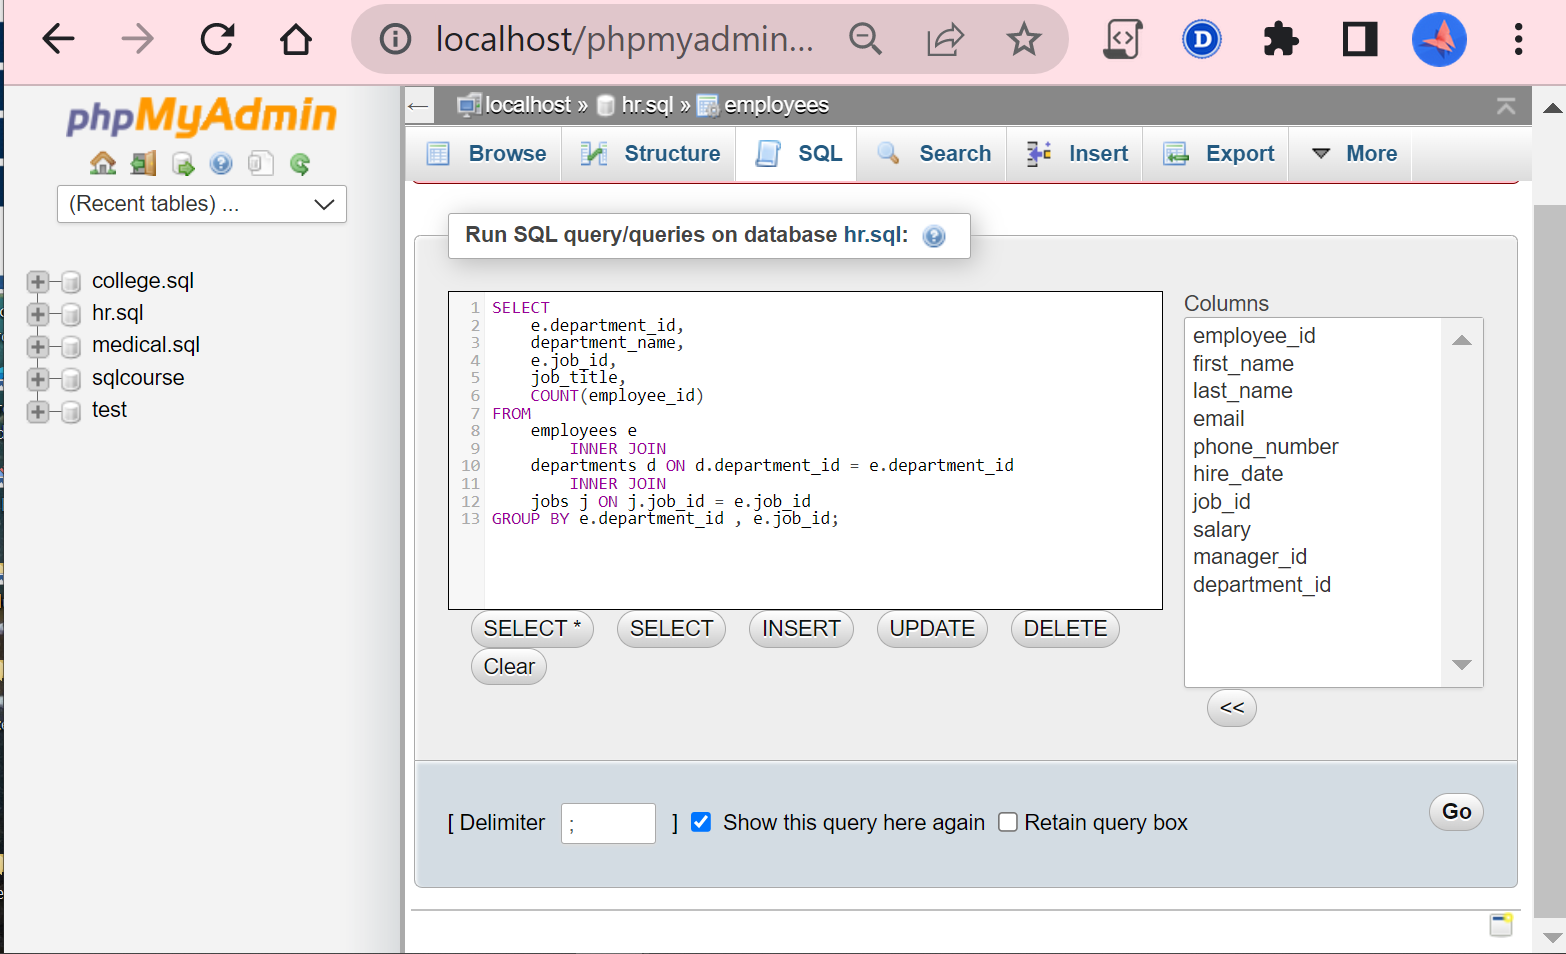 localhost/phpmyadmin...
D
phpMyAdmin
(Recent tables) ...
college.sql
hr.sql
medical.sql
sqlcourse
test
localhost » hr.sql » employees
Browse Structure SQL Search Insert Export More
Run SQL query/queries on database hr.sql:
1 SELECT
2 e.department_id,
3 department_name,
4 e.job_id,
5 job_title,
6 COUNT(employee_id)
7 FROM
8 employees e
9 INNER JOIN
10 departments d ON d.department_id = e.department_id
11 INNER JOIN
12 jobs j ON j.job_id = e.job_id
13 GROUP BY e.department_id , e.job_id;
Columns
employee_id
first_name
last_name
email
phone_number
hire_date
job_id
salary
manager_id
department_id
SELECT * SELECT INSERT UPDATE DELETE
Clear
<<
[ Delimiter ; ] Show this query here again Retain query box
Go